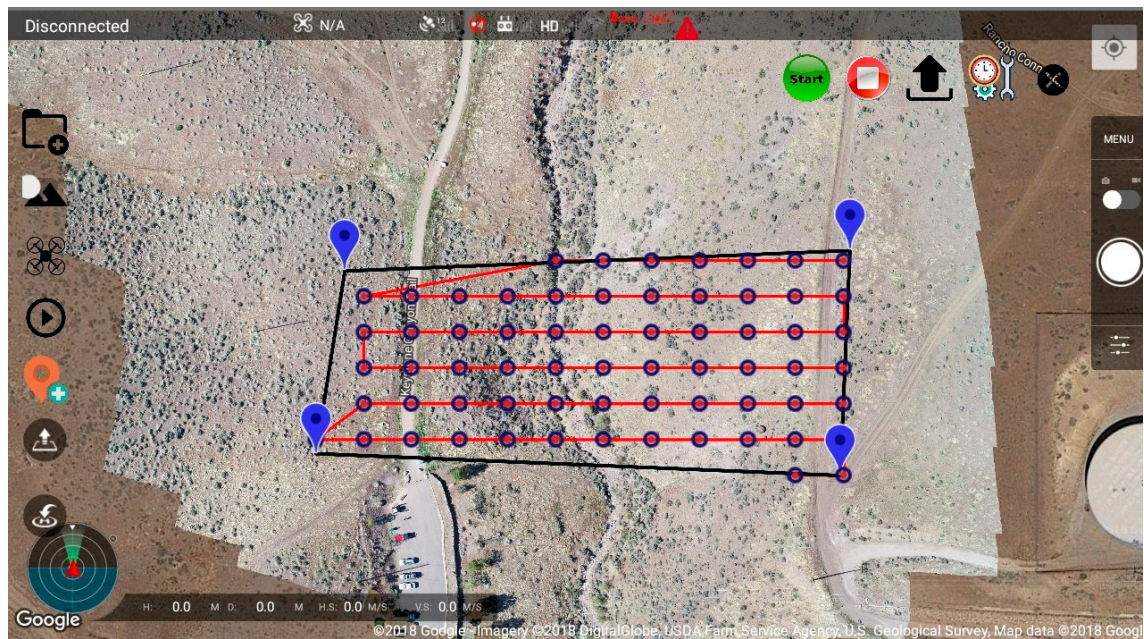 Disconnected
N/A
12
HD
Rancho Conn
Start
MENU
H: 0.0 M D: 0.0 M H.S: 0.0 M/S V.S: 0.0 M/S
Google
©2018 Google - Imagery ©2018 DigitalGlobe, USDA Farm Service Agency, U.S. Geological Survey, Map data ©2018 Goog